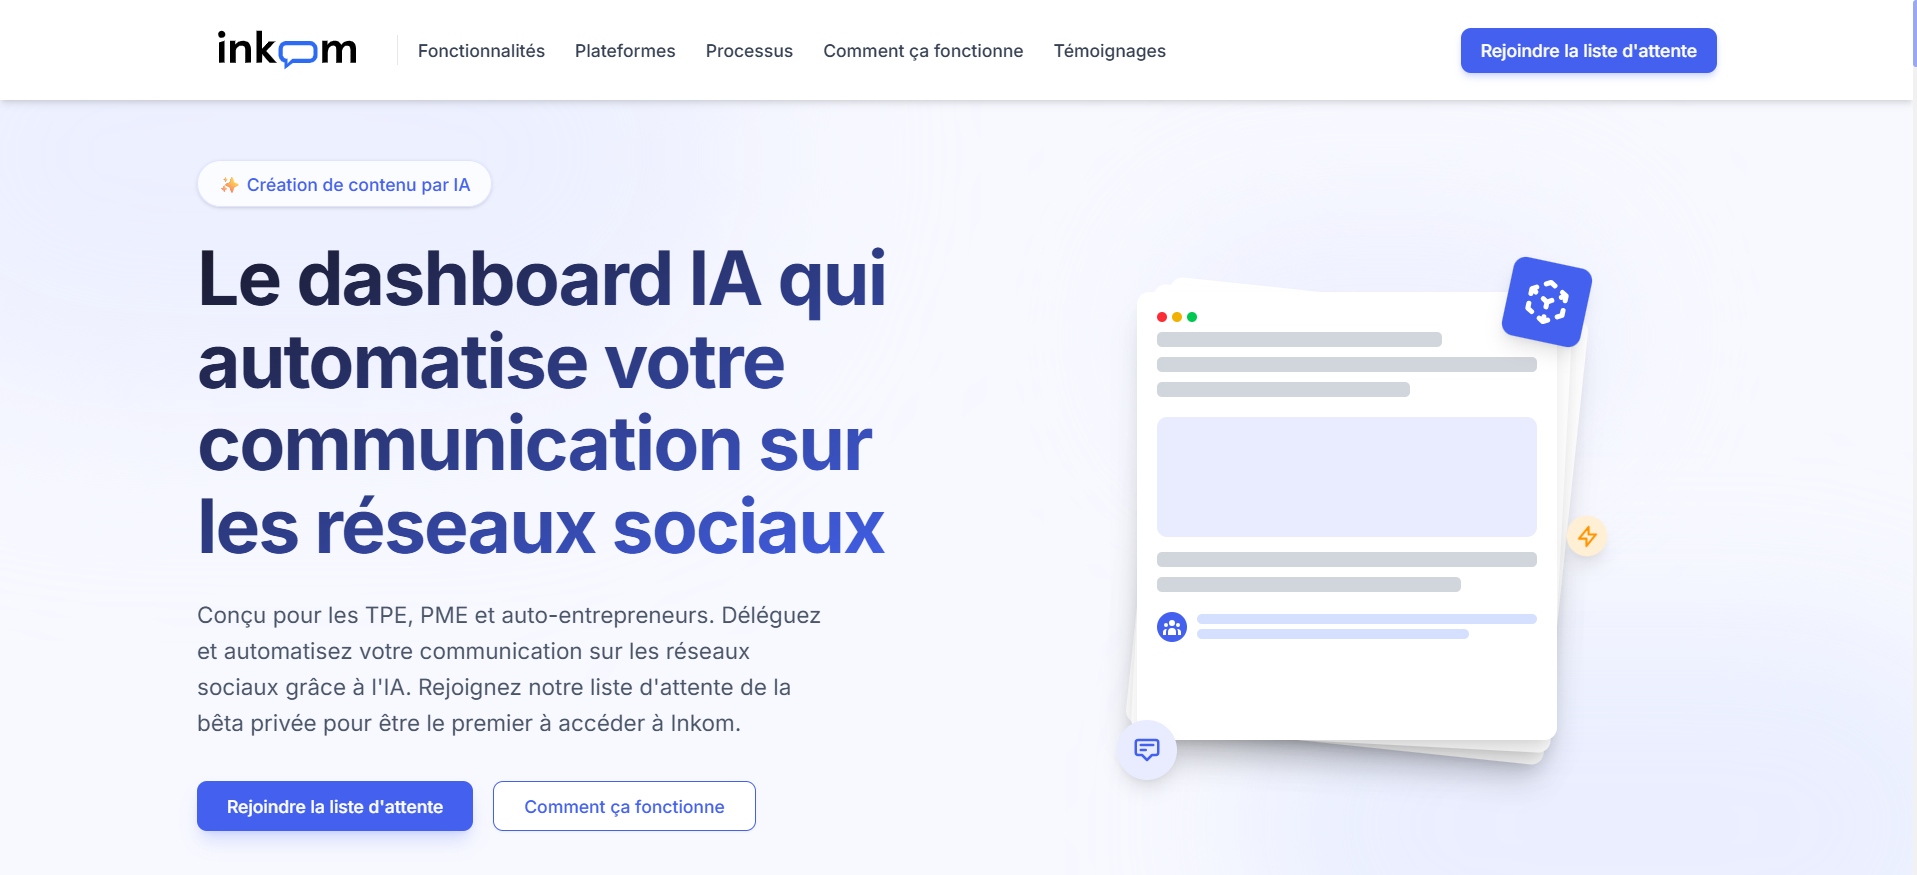 inkom
Fonctionnalités
Plateformes
Processus
Comment ça fonctionne
Témoignages
Rejoindre la liste d'attente
✨ Création de contenu par IA
Le dashboard IA qui
automatise votre
communication sur
les réseaux sociaux
Conçu pour les TPE, PME et auto-entrepreneurs. Déléguez
et automatisez votre communication sur les réseaux
sociaux grâce à l'IA. Rejoignez notre liste d'attente de la
bêta privée pour être le premier à accéder à Inkom.
Rejoindre la liste d'attente
Comment ça fonctionne